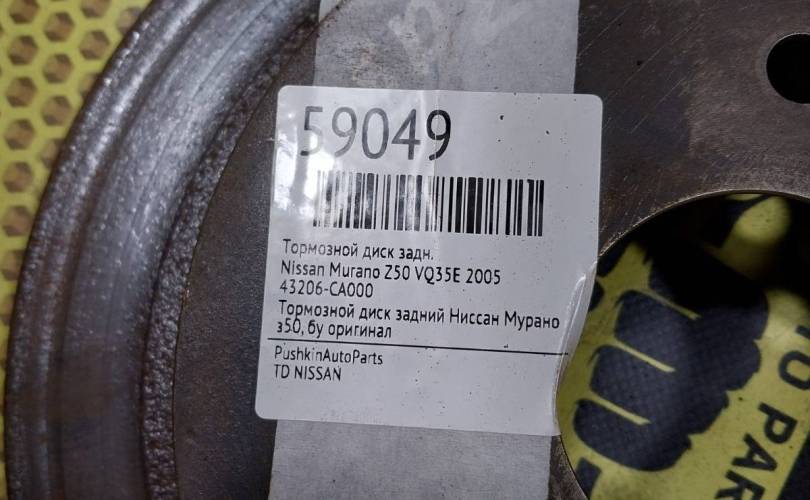 59049
Тормозной диск задн.
Nissan Murano Z50 VQ35E 2005
43206-CA000
Тормозной диск задний Ниссан Мурано
з50, бу оригинал
PushkinAutoParts
TD NISSAN
O PAR